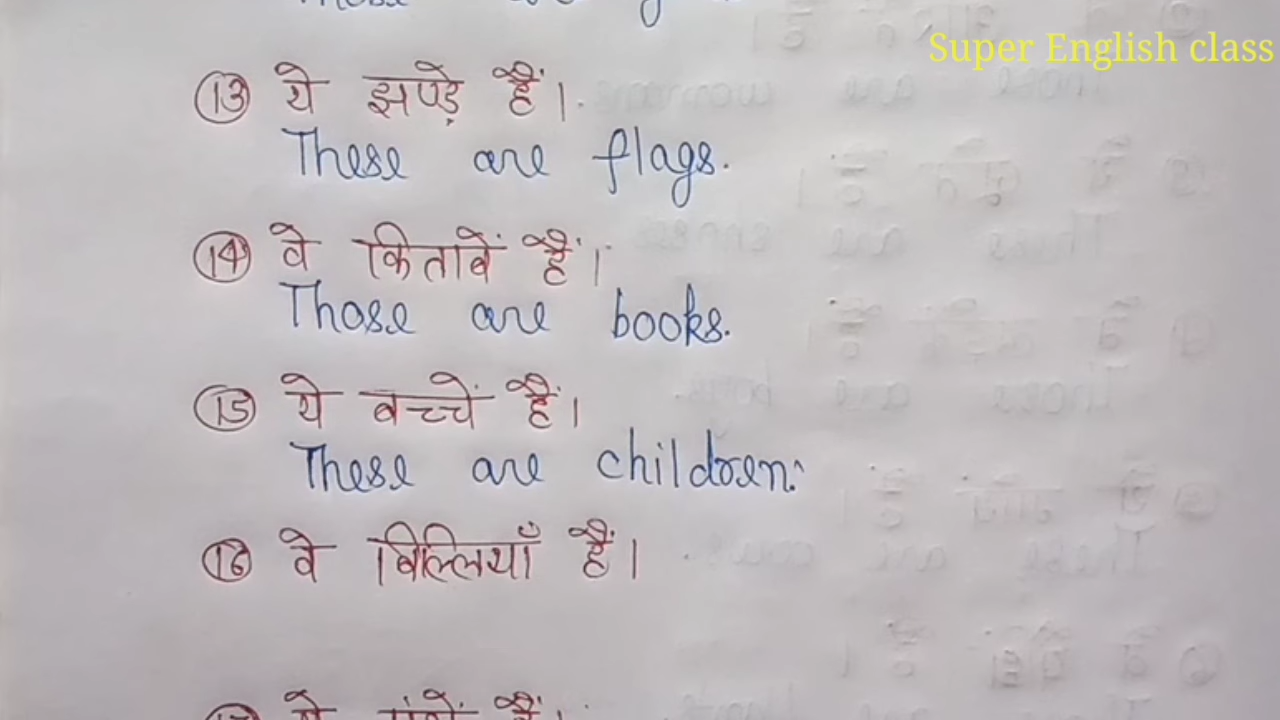 Super English class
(13) ये झण्डे़ हैं।
These are flags.
(14) वे किताबें हैं।
Those are books.
(15) ये बच्चें हैं।
These are children.
(16) वे बिल्लियाँ हैं।